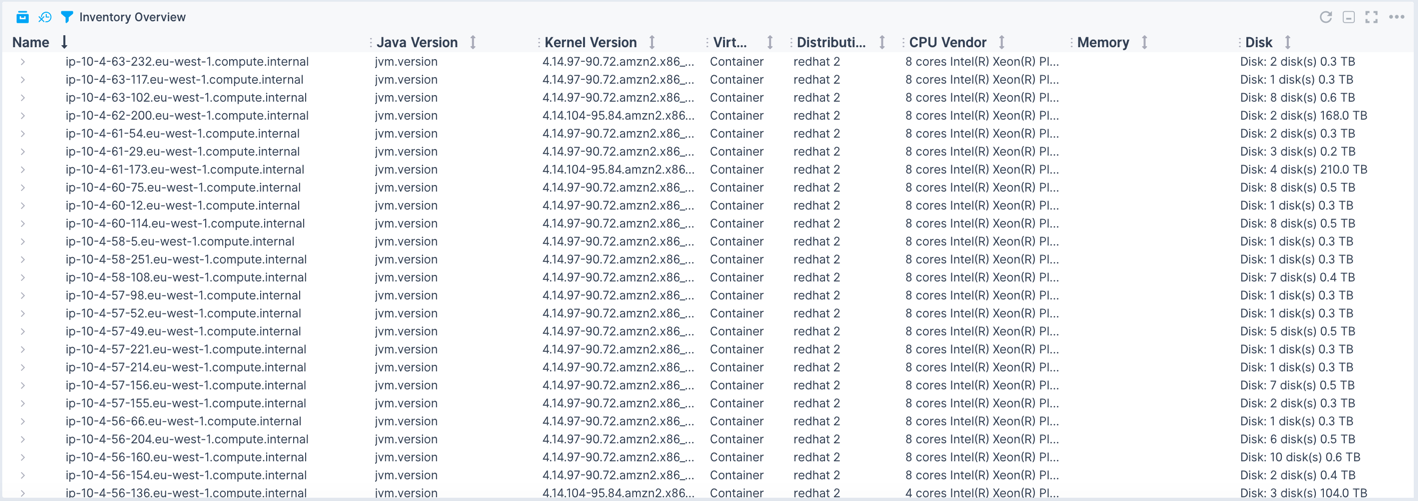 Inventory Overview
Name Java Version Kernel Version Virt... Distributi... CPU Vendor Memory Disk
ip-10-4-63-232.eu-west-1.compute.internal jvm.version 4.14.97-90.72.amzn2.x86_... Container redhat 2 8 cores Intel(R) Xeon(R) Pl... Disk: 2 disk(s) 0.3 TB
ip-10-4-63-117.eu-west-1.compute.internal jvm.version 4.14.97-90.72.amzn2.x86_... Container redhat 2 8 cores Intel(R) Xeon(R) Pl... Disk: 1 disk(s) 0.3 TB
ip-10-4-63-102.eu-west-1.compute.internal jvm.version 4.14.97-90.72.amzn2.x86_... Container redhat 2 8 cores Intel(R) Xeon(R) Pl... Disk: 8 disk(s) 0.6 TB
ip-10-4-62-200.eu-west-1.compute.internal jvm.version 4.14.104-95.84.amzn2.x86... Container redhat 2 8 cores Intel(R) Xeon(R) Pl... Disk: 2 disk(s) 168.0 TB
ip-10-4-61-54.eu-west-1.compute.internal jvm.version 4.14.97-90.72.amzn2.x86_... Container redhat 2 8 cores Intel(R) Xeon(R) Pl... Disk: 2 disk(s) 0.3 TB
ip-10-4-61-29.eu-west-1.compute.internal jvm.version 4.14.97-90.72.amzn2.x86_... Container redhat 2 8 cores Intel(R) Xeon(R) Pl... Disk: 3 disk(s) 0.2 TB
ip-10-4-61-173.eu-west-1.compute.internal jvm.version 4.14.104-95.84.amzn2.x86... Container redhat 2 8 cores Intel(R) Xeon(R) Pl... Disk: 4 disk(s) 210.0 TB
ip-10-4-60-75.eu-west-1.compute.internal jvm.version 4.14.97-90.72.amzn2.x86_... Container redhat 2 8 cores Intel(R) Xeon(R) Pl... Disk: 8 disk(s) 0.5 TB
ip-10-4-60-12.eu-west-1.compute.internal jvm.version 4.14.97-90.72.amzn2.x86_... Container redhat 2 8 cores Intel(R) Xeon(R) Pl... Disk: 1 disk(s) 0.3 TB
ip-10-4-60-114.eu-west-1.compute.internal jvm.version 4.14.97-90.72.amzn2.x86_... Container redhat 2 8 cores Intel(R) Xeon(R) Pl... Disk: 8 disk(s) 0.5 TB
ip-10-4-58-5.eu-west-1.compute.internal jvm.version 4.14.97-90.72.amzn2.x86_... Container redhat 2 8 cores Intel(R) Xeon(R) Pl... Disk: 1 disk(s) 0.3 TB
ip-10-4-58-251.eu-west-1.compute.internal jvm.version 4.14.97-90.72.amzn2.x86_... Container redhat 2 8 cores Intel(R) Xeon(R) Pl... Disk: 1 disk(s) 0.3 TB
ip-10-4-58-108.eu-west-1.compute.internal jvm.version 4.14.97-90.72.amzn2.x86_... Container redhat 2 8 cores Intel(R) Xeon(R) Pl... Disk: 7 disk(s) 0.4 TB
ip-10-4-57-98.eu-west-1.compute.internal jvm.version 4.14.97-90.72.amzn2.x86_... Container redhat 2 8 cores Intel(R) Xeon(R) Pl... Disk: 1 disk(s) 0.3 TB
ip-10-4-57-52.eu-west-1.compute.internal jvm.version 4.14.97-90.72.amzn2.x86_... Container redhat 2 8 cores Intel(R) Xeon(R) Pl... Disk: 1 disk(s) 0.3 TB
ip-10-4-57-49.eu-west-1.compute.internal jvm.version 4.14.97-90.72.amzn2.x86_... Container redhat 2 8 cores Intel(R) Xeon(R) Pl... Disk: 5 disk(s) 0.5 TB
ip-10-4-57-221.eu-west-1.compute.internal jvm.version 4.14.97-90.72.amzn2.x86_... Container redhat 2 8 cores Intel(R) Xeon(R) Pl... Disk: 1 disk(s) 0.3 TB
ip-10-4-57-214.eu-west-1.compute.internal jvm.version 4.14.97-90.72.amzn2.x86_... Container redhat 2 8 cores Intel(R) Xeon(R) Pl... Disk: 1 disk(s) 0.3 TB
ip-10-4-57-156.eu-west-1.compute.internal jvm.version 4.14.97-90.72.amzn2.x86_... Container redhat 2 8 cores Intel(R) Xeon(R) Pl... Disk: 7 disk(s) 0.5 TB
ip-10-4-57-155.eu-west-1.compute.internal jvm.version 4.14.97-90.72.amzn2.x86_... Container redhat 2 8 cores Intel(R) Xeon(R) Pl... Disk: 2 disk(s) 0.3 TB
ip-10-4-56-66.eu-west-1.compute.internal jvm.version 4.14.97-90.72.amzn2.x86_... Container redhat 2 8 cores Intel(R) Xeon(R) Pl... Disk: 1 disk(s) 0.3 TB
ip-10-4-56-204.eu-west-1.compute.internal jvm.version 4.14.97-90.72.amzn2.x86_... Container redhat 2 8 cores Intel(R) Xeon(R) Pl... Disk: 6 disk(s) 0.5 TB
ip-10-4-56-160.eu-west-1.compute.internal jvm.version 4.14.97-90.72.amzn2.x86_... Container redhat 2 8 cores Intel(R) Xeon(R) Pl... Disk: 10 disk(s) 0.6 TB
ip-10-4-56-154.eu-west-1.compute.internal jvm.version 4.14.97-90.72.amzn2.x86_... Container redhat 2 8 cores Intel(R) Xeon(R) Pl... Disk: 2 disk(s) 0.4 TB
ip-10-4-56-136.eu-west-1.compute.internal jvm.version 4.14.104-95.84.amzn2.x86... Container redhat 2 4 cores Intel(R) Xeon(R) Pl... Disk: 3 disk(s) 104.0 TB